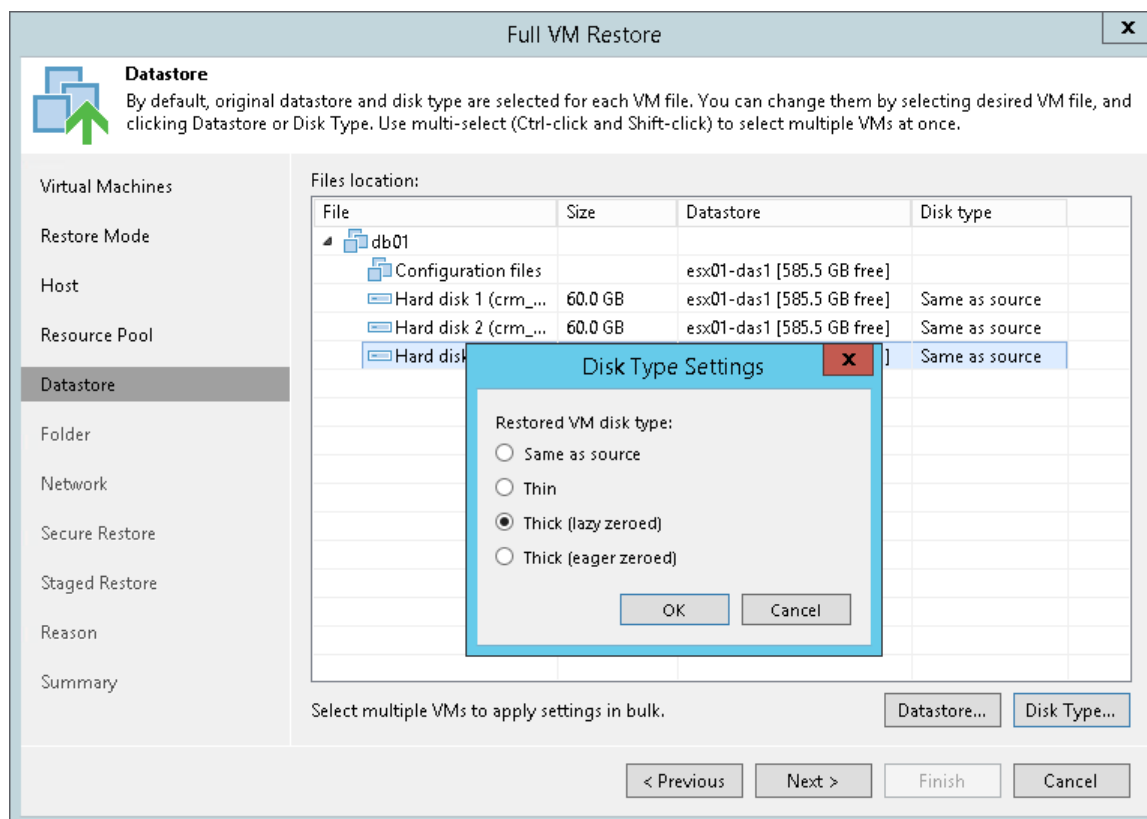 Full VM Restore
x
Datastore
By default, original datastore and disk type are selected for each VM file. You can change them by selecting desired VM file, and
clicking Datastore or Disk Type. Use multi-select (Ctrl-click and Shift-click) to select multiple VMs at once.
Virtual Machines
Restore Mode
Host
Resource Pool
Datastore
Folder
Network
Secure Restore
Staged Restore
Reason
Summary
Files location:
File Size Datastore Disk type
db01
Configuration files esx01-das1 [585.5 GB free]
Hard disk 1 (crm_... 60.0 GB esx01-das1 [585.5 GB free] Same as source
Hard disk 2 (crm_... 60.0 GB esx01-das1 [585.5 GB free] Same as source
Hard disk ] Same as source
Disk Type Settings
x
Restored VM disk type:
Same as source
Thin
Thick (lazy zeroed)
Thick (eager zeroed)
OK Cancel
Select multiple VMs to apply settings in bulk.
Datastore... Disk Type...
< Previous Next > Finish Cancel